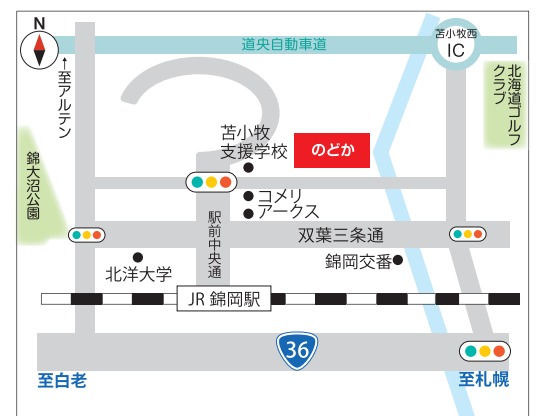 N
道央自動車道
苫小牧西
IC
↑至アルテン
北海道ゴルフ
クラブ
苫小牧
支援学校
のどか
錦大沼公園
コメリ
アークス
駅前中央通
双葉三条通
北洋大学
錦岡交番
JR 錦岡駅
36
至白老
至札幌